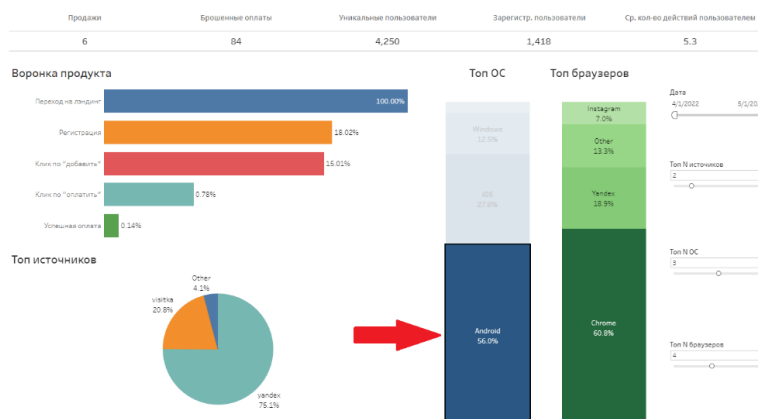 Продажи
Брошенные оплаты
Уникальные пользователи
Зарегистр. пользователи
Ср. кол-во действий пользователем
6
84
4,250
1,418
5.3
Воронка продукта
Переход на лэндинг
100.00%
Регистрация
18.02%
Клик по "добавить"
15.01%
Клик по "оплатить"
0.78%
Успешная оплата
0.14%
Топ источников
Other
4.1%
visitka
20.8%
yandex
75.1%
Топ ОС
Windows
12.5%
iOS
27.6%
Android
56.0%
Топ браузеров
Instagram
7.0%
Other
13.3%
Yandex
18.9%
Chrome
60.8%
Дата
4/1/2022
5/1/20
Топ N источников
2
Топ N ОС
3
Топ N браузеров
4